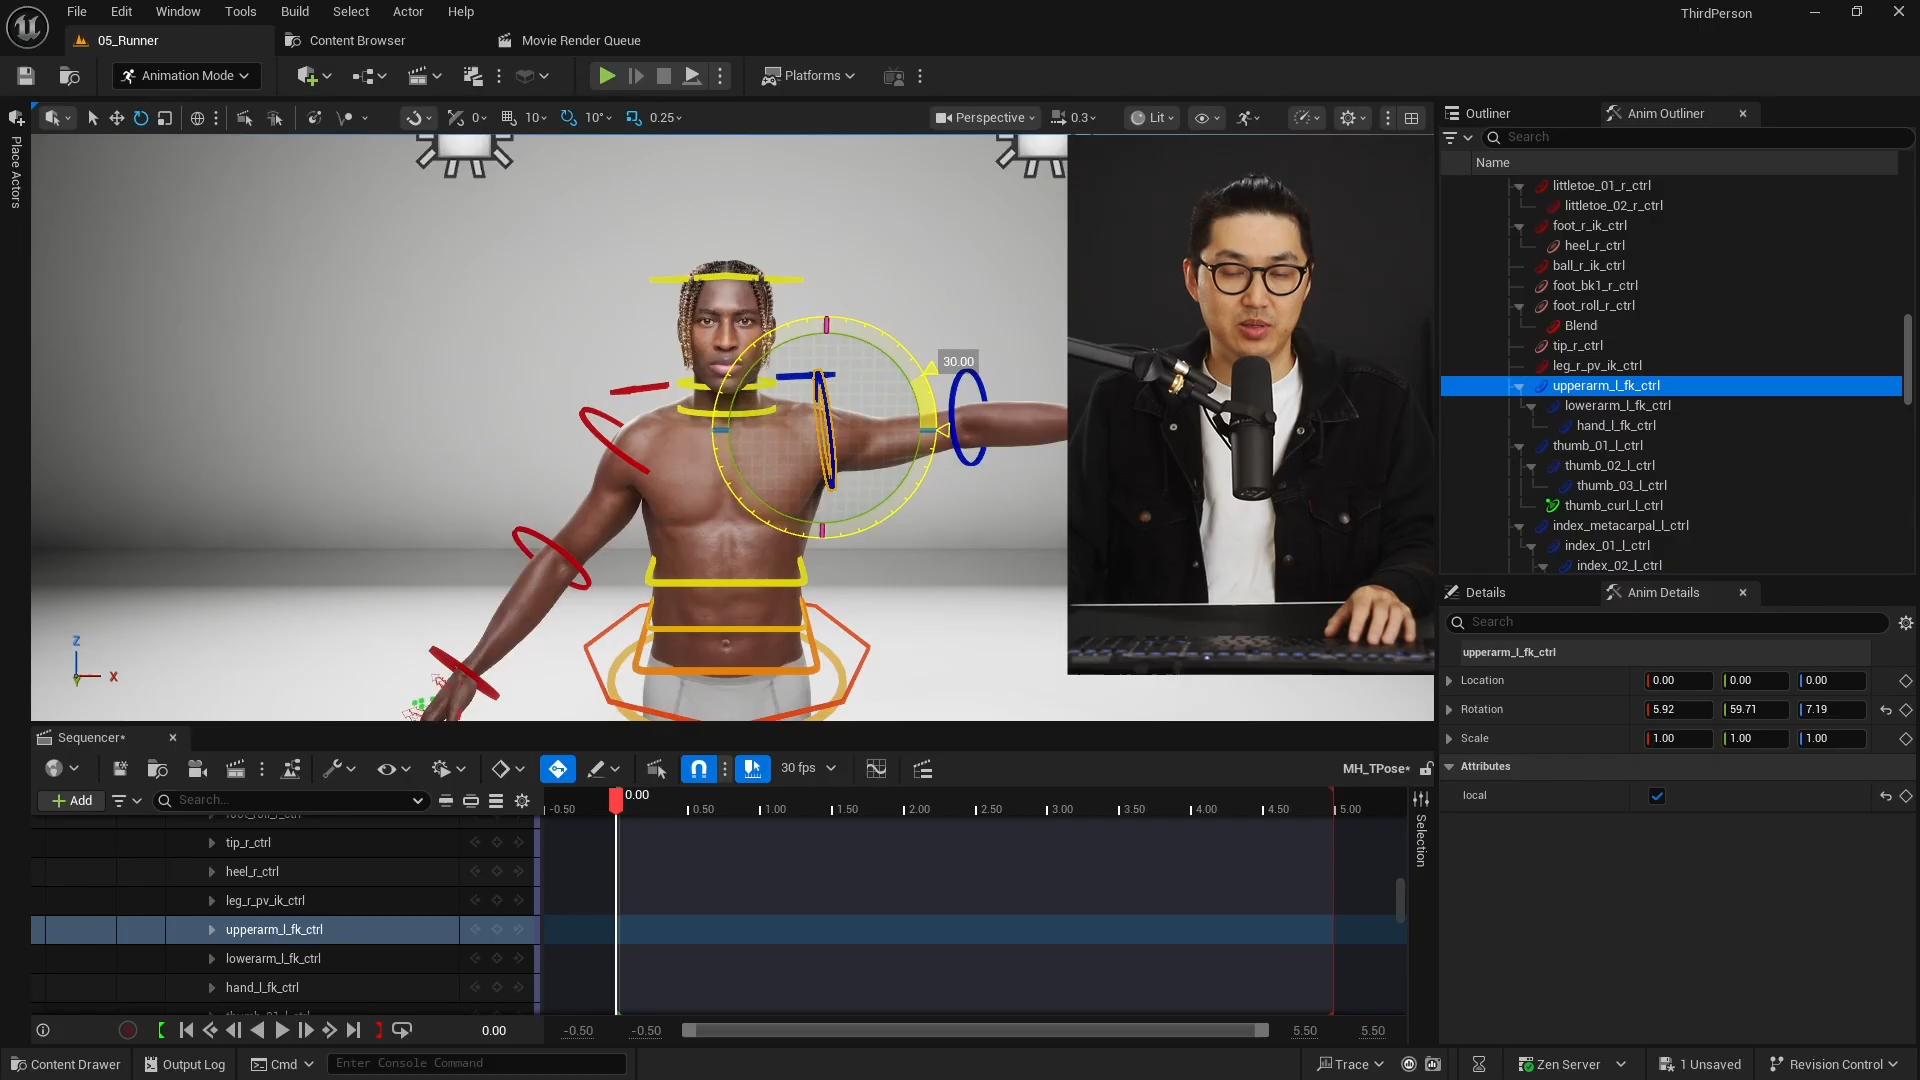 File Edit Window Tools Build Select Actor Help
ThirdPerson
05_Runner
Content Browser
Movie Render Queue
Animation Mode
Platforms
0
10
10°
0.25
Perspective
0.3
Lit
Place Actors
30.00
Z
X
Outliner
Anim Outliner
Search
Name
littletoe_01_r_ctrl
littletoe_02_r_ctrl
foot_r_ik_ctrl
heel_r_ctrl
ball_r_ik_ctrl
foot_bk1_r_ctrl
foot_roll_r_ctrl
Blend
tip_r_ctrl
leg_r_pv_ik_ctrl
upperarm_l_fk_ctrl
lowerarm_l_fk_ctrl
hand_l_fk_ctrl
thumb_01_l_ctrl
thumb_02_l_ctrl
thumb_03_l_ctrl
thumb_curl_l_ctrl
index_metacarpal_l_ctrl
index_01_l_ctrl
index_02_l_ctrl
Details
Anim Details
Search
upperarm_l_fk_ctrl
Location 0.00 0.00 0.00
Rotation 5.92 59.71 7.19
Scale 1.00 1.00 1.00
Attributes
local
Sequencer*
30 fps
MH_TPose*
Add
Search...
0.00
-0.50 0.50 1.00 1.50 2.00 2.50 3.00 3.50 4.00 4.50 5.00
Selection
tip_r_ctrl
heel_r_ctrl
leg_r_pv_ik_ctrl
upperarm_l_fk_ctrl
lowerarm_l_fk_ctrl
hand_l_fk_ctrl
0.00
-0.50 -0.50 5.50 5.50
Content Drawer
Output Log
Cmd
Enter Console Command
Trace
Zen Server
1 Unsaved
Revision Control